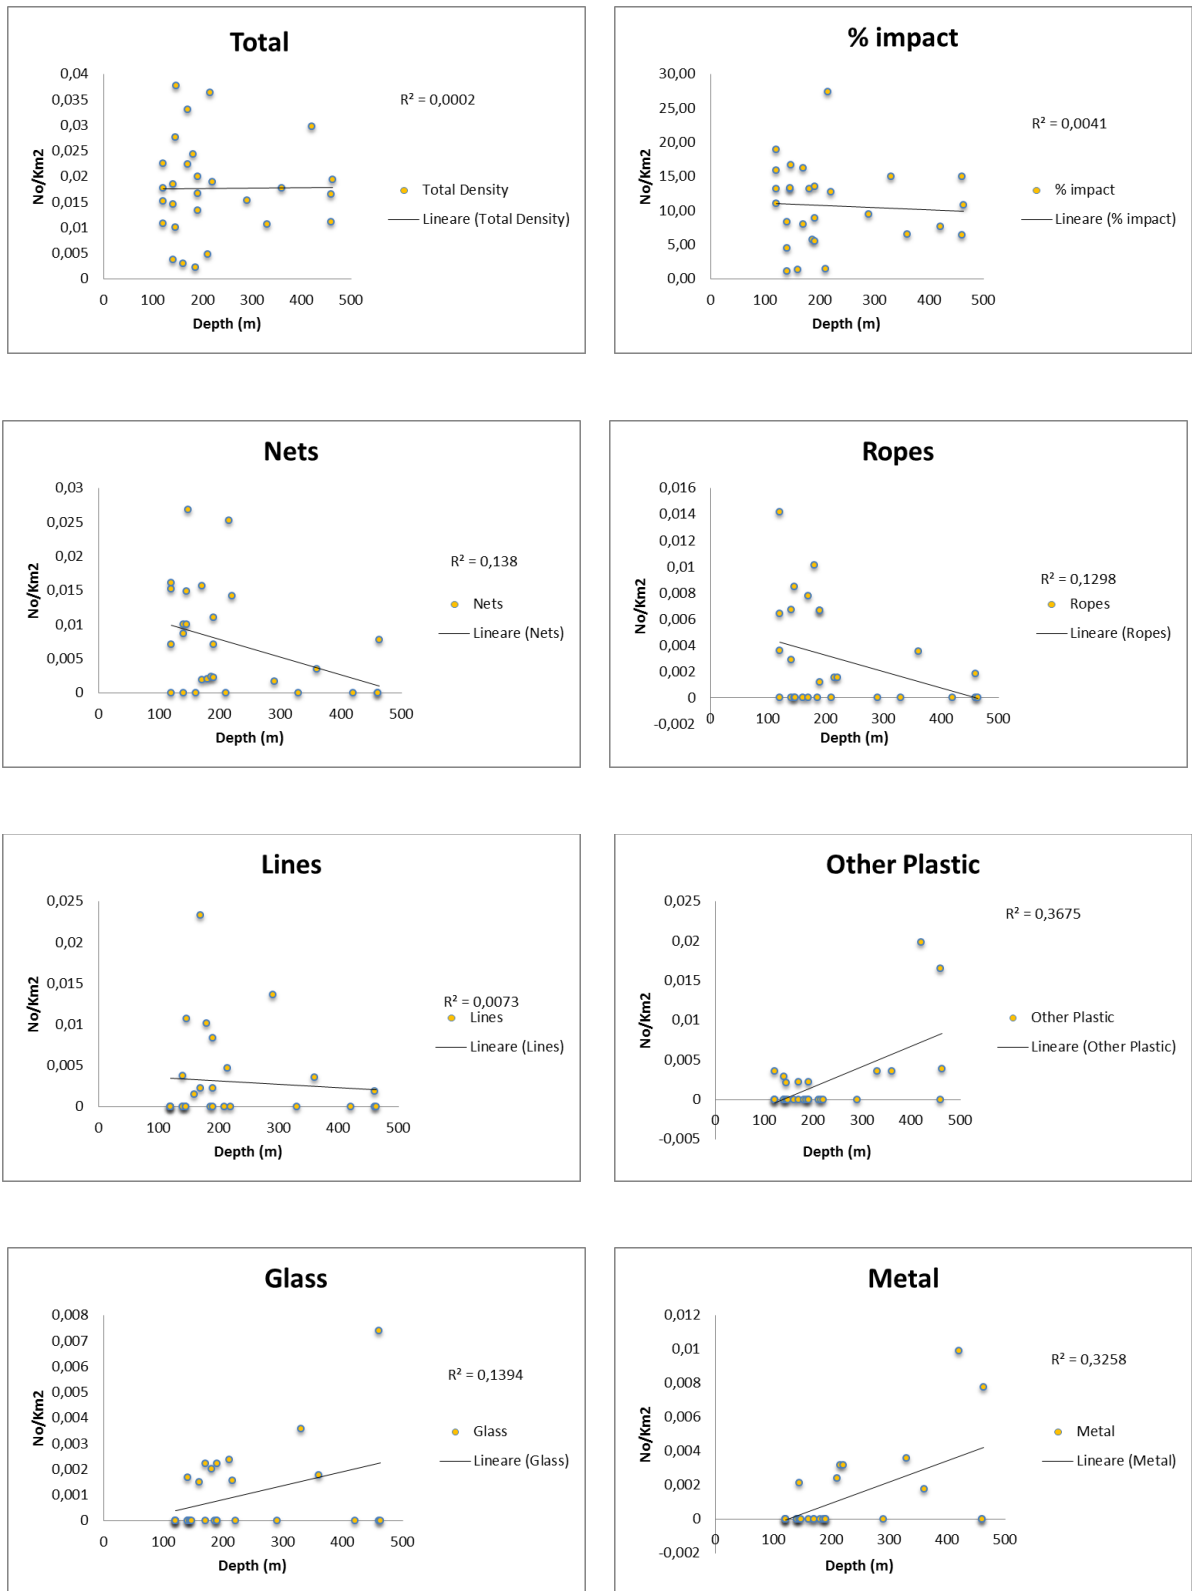 Total
No/Km2
0,04
0,035
0,03
0,025
0,02
0,015
0,01
0,005
0
0 100 200 300 400 500
Depth (m)
R² = 0,0002
Total Density
Lineare (Total Density)
% impact
No/Km2
30,00
25,00
20,00
15,00
10,00
5,00
0,00
0 100 200 300 400 500
Depth (m)
R² = 0,0041
% impact
Lineare (% impact)
Nets
No/Km2
0,03
0,025
0,02
0,015
0,01
0,005
0
0 100 200 300 400 500
Depth (m)
R² = 0,138
Nets
Lineare (Nets)
Ropes
No/Km2
0,016
0,014
0,012
0,01
0,008
0,006
0,004
0,002
0
-0,002
0 100 200 300 400 500
Depth (m)
R² = 0,1298
Ropes
Lineare (Ropes)
Lines
No/Km2
0,025
0,02
0,015
0,01
0,005
0
0 100 200 300 400 500
Depth (m)
R² = 0,0073
Lines
Lineare (Lines)
Other Plastic
No/Km2
0,025
0,02
0,015
0,01
0,005
0
-0,005
0 100 200 300 400 500
Depth (m)
R² = 0,3675
Other Plastic
Lineare (Other Plastic)
Glass
No/Km2
0,008
0,007
0,006
0,005
0,004
0,003
0,002
0,001
0
0 100 200 300 400 500
Depth (m)
R² = 0,1394
Glass
Lineare (Glass)
Metal
No/Km2
0,012
0,01
0,008
0,006
0,004
0,002
0
-0,002
0 100 200 300 400 500
Depth (m)
R² = 0,3258
Metal
Lineare (Metal)